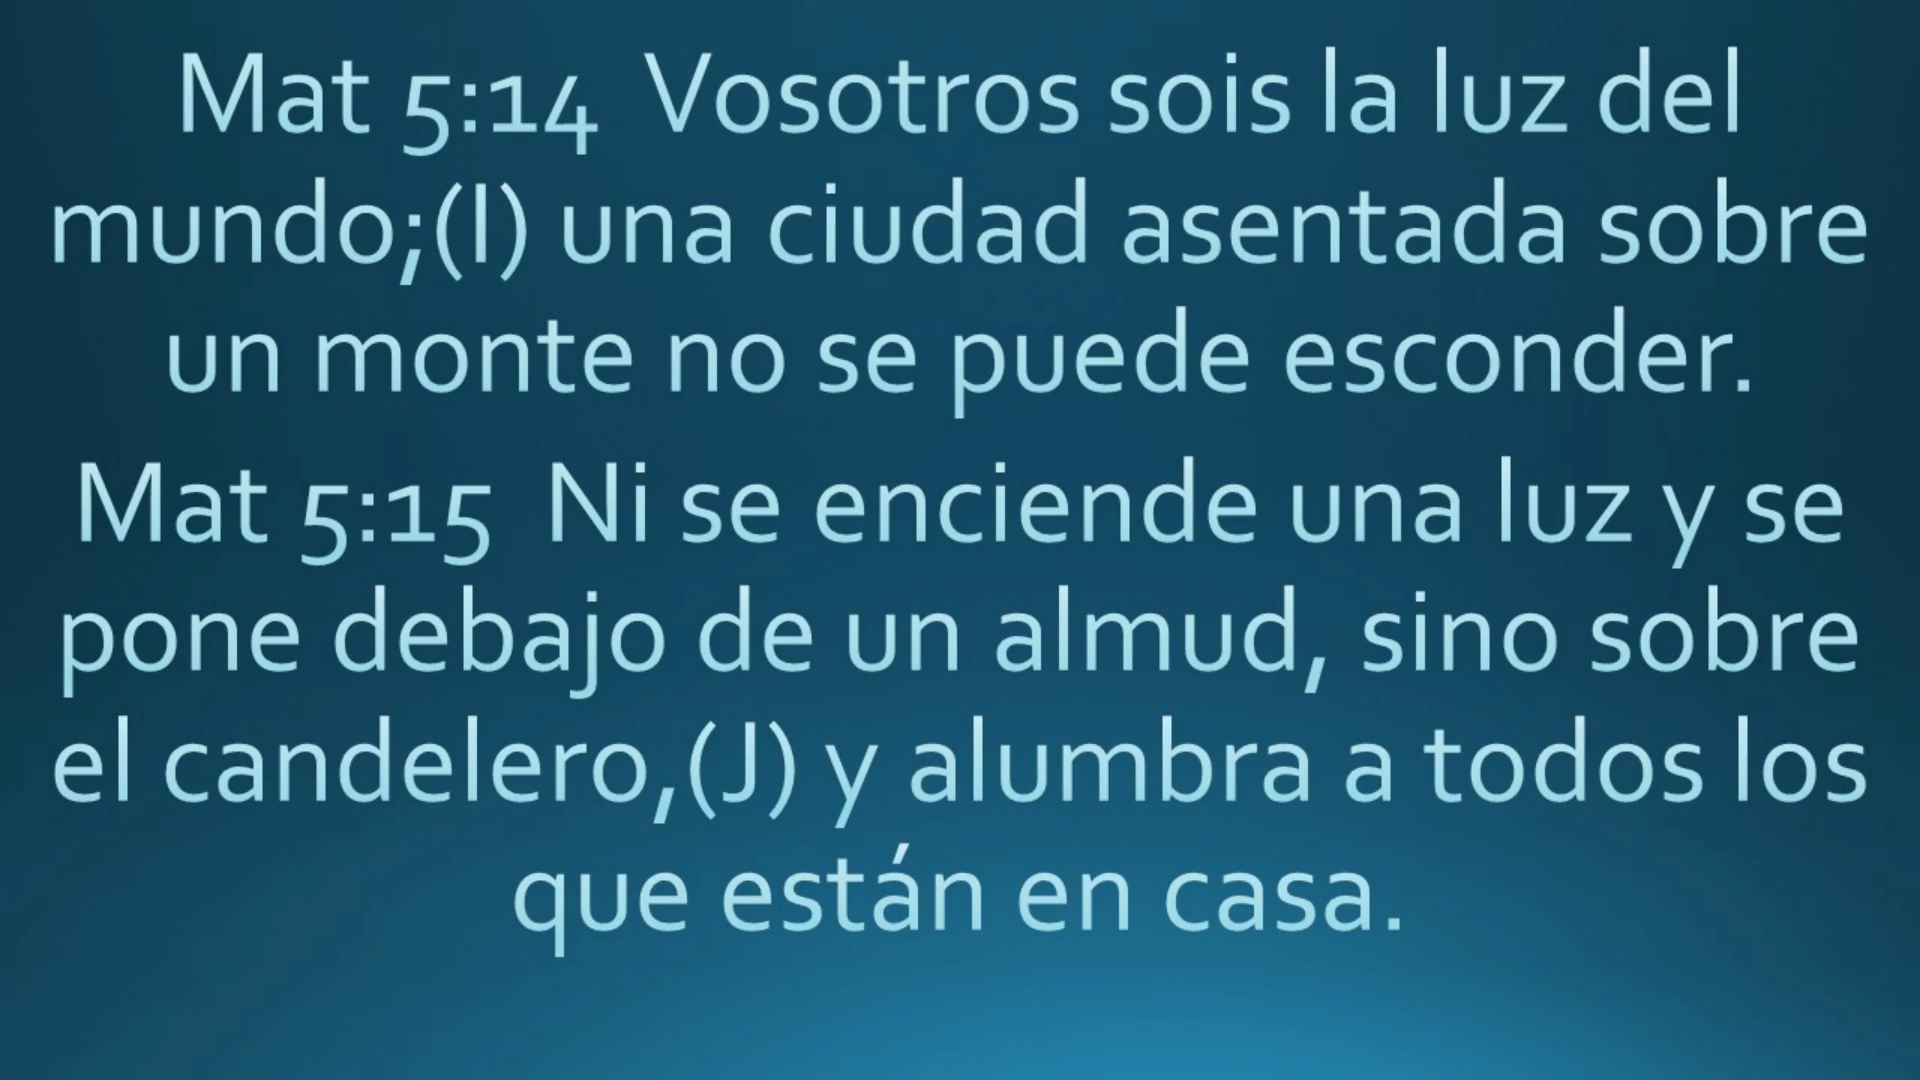 Mat 5:14  Vosotros sois la luz del
mundo;(I) una ciudad asentada sobre
un monte no se puede esconder.
Mat 5:15  Ni se enciende una luz y se
pone debajo de un almud, sino sobre
el candelero,(J) y alumbra a todos los
que están en casa.